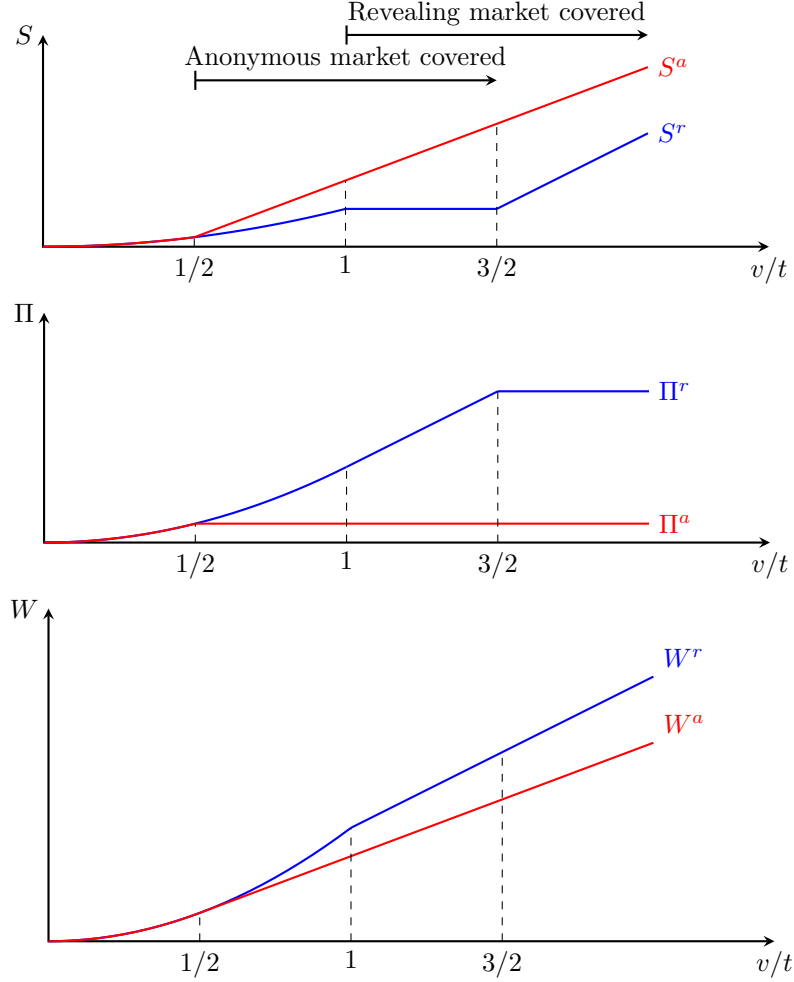 Revealing market covered
S
Anonymous market covered
S^a
S^r
1/2
1
3/2
v/t
Π
Π^r
Π^a
1/2
1
3/2
v/t
W
W^r
W^a
1/2
1
3/2
v/t